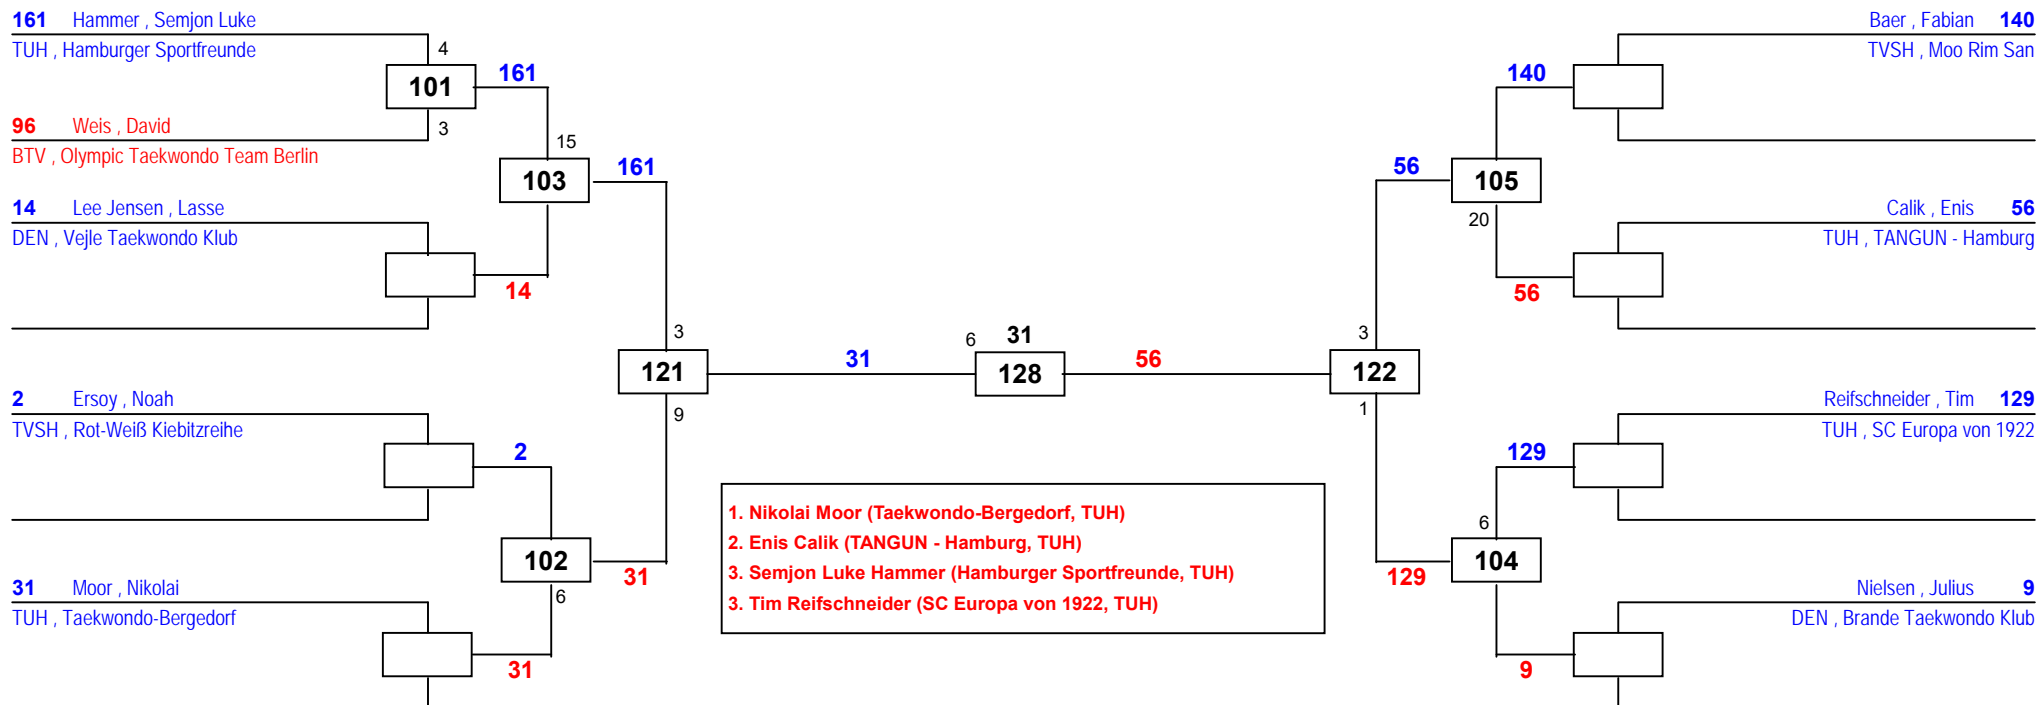 161 Hammer , Semjon Luke
TUH , Hamburger Sportfreunde
4
101
161
3
96 Weis , David
BTV , Olympic Taekwondo Team Berlin
15
103
161
14 Lee Jensen , Lasse
DEN , Vejle Taekwondo Klub
14
3
121
31
9
2 Ersoy , Noah
TVSH , Rot-Weiß Kiebitzreihe
2
102
31
6
31 Moor , Nikolai
TUH , Taekwondo-Bergedorf
31
6
31
128
56
1. Nikolai Moor (Taekwondo-Bergedorf, TUH)
2. Enis Calik (TANGUN - Hamburg, TUH)
3. Semjon Luke Hammer (Hamburger Sportfreunde, TUH)
3. Tim Reifschneider (SC Europa von 1922, TUH)
Baer , Fabian 140
TVSH , Moo Rim San
140
56
105
20
Calik , Enis 56
TUH , TANGUN - Hamburg
56
3
122
1
Reifschneider , Tim 129
TUH , SC Europa von 1922
129
6
104
129
Nielsen , Julius 9
DEN , Brande Taekwondo Klub
9